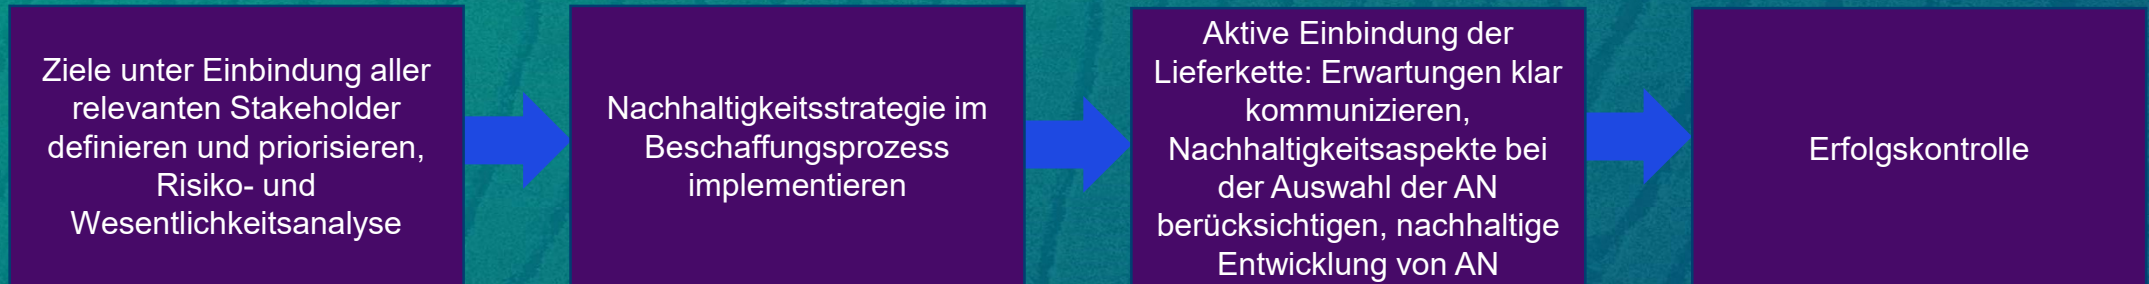 Ziele unter Einbindung aller
relevanten Stakeholder
definieren und priorisieren,
Risiko- und
Wesentlichkeitsanalyse
Nachhaltigkeitsstrategie im
Beschaffungsprozess
implementieren
Aktive Einbindung der
Lieferkette: Erwartungen klar
kommunizieren,
Nachhaltigkeitsaspekte bei
der Auswahl der AN
berücksichtigen, nachhaltige
Entwicklung von AN
Erfolgskontrolle